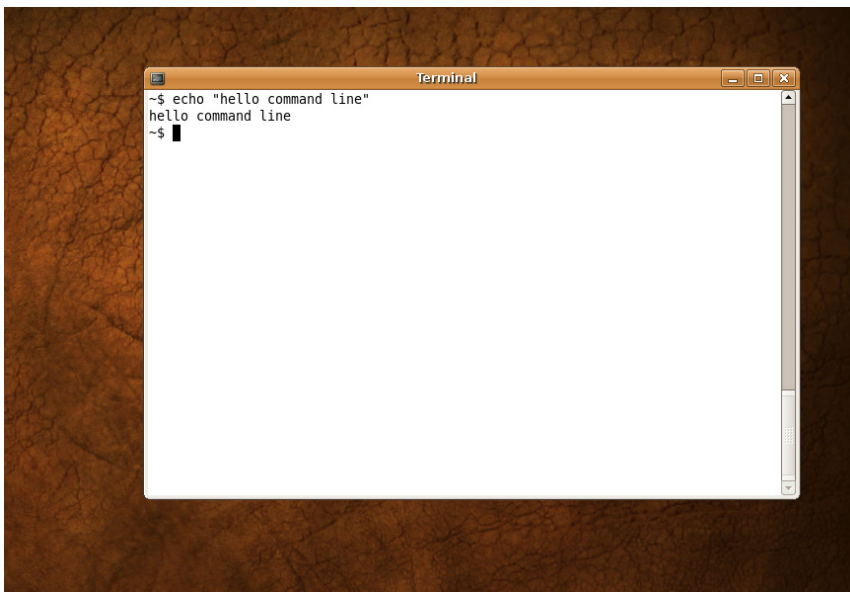 Terminal
~$ echo "hello command line"
hello command line
~$